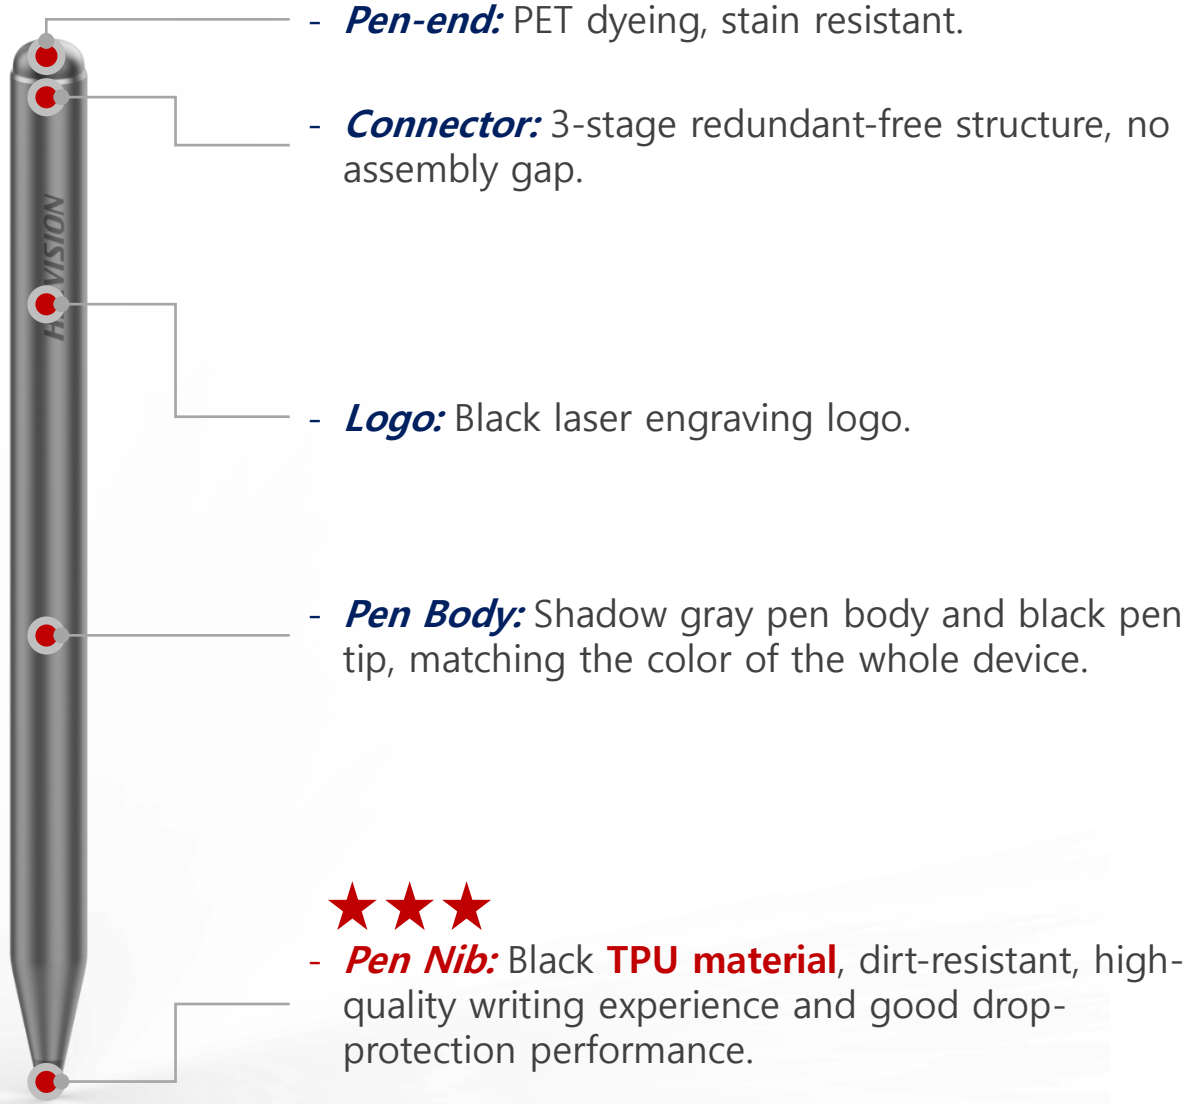 - Pen-end: PET dyeing, stain resistant.
- Connector: 3-stage redundant-free structure, no
assembly gap.
VISION
- Logo: Black laser engraving logo.
- Pen Body: Shadow gray pen body and black pen
tip, matching the color of the whole device.
★★★
- Pen Nib: Black TPU material, dirt-resistant, high-
quality writing experience and good drop-
protection performance.